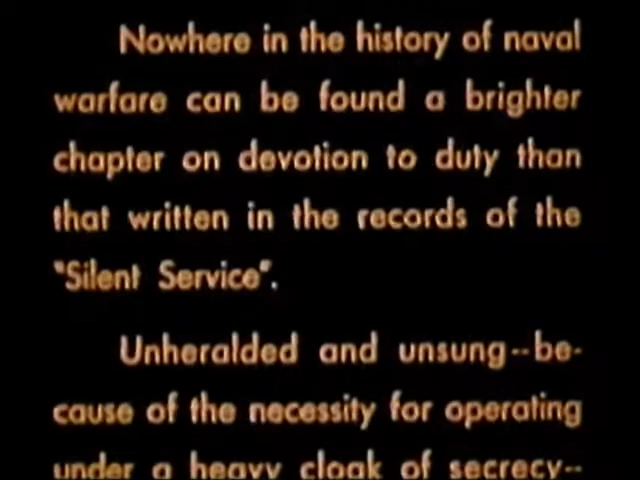 Nowhere in the history of naval
warfare can be found a brighter
chapter on devotion to duty than
that written in the records of the
"Silent Service".
Unheralded and unsung--be-
cause of the necessity for operating
under a heavy cloak of secrecy--